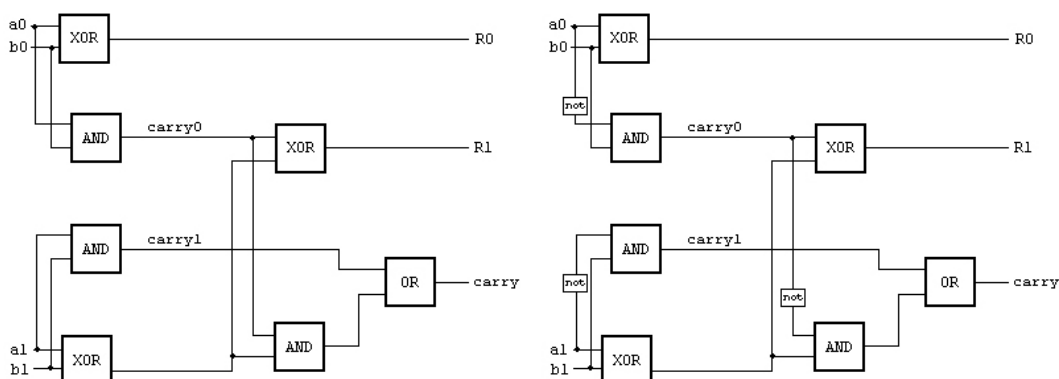 a0 XOR R0
b0
AND carry0 XOR R1
AND carry1 OR carry
AND
a1 XOR
b1
a0 XOR R0
b0
not
AND carry0 XOR R1
AND carry1
not not OR carry
AND
a1 XOR
b1